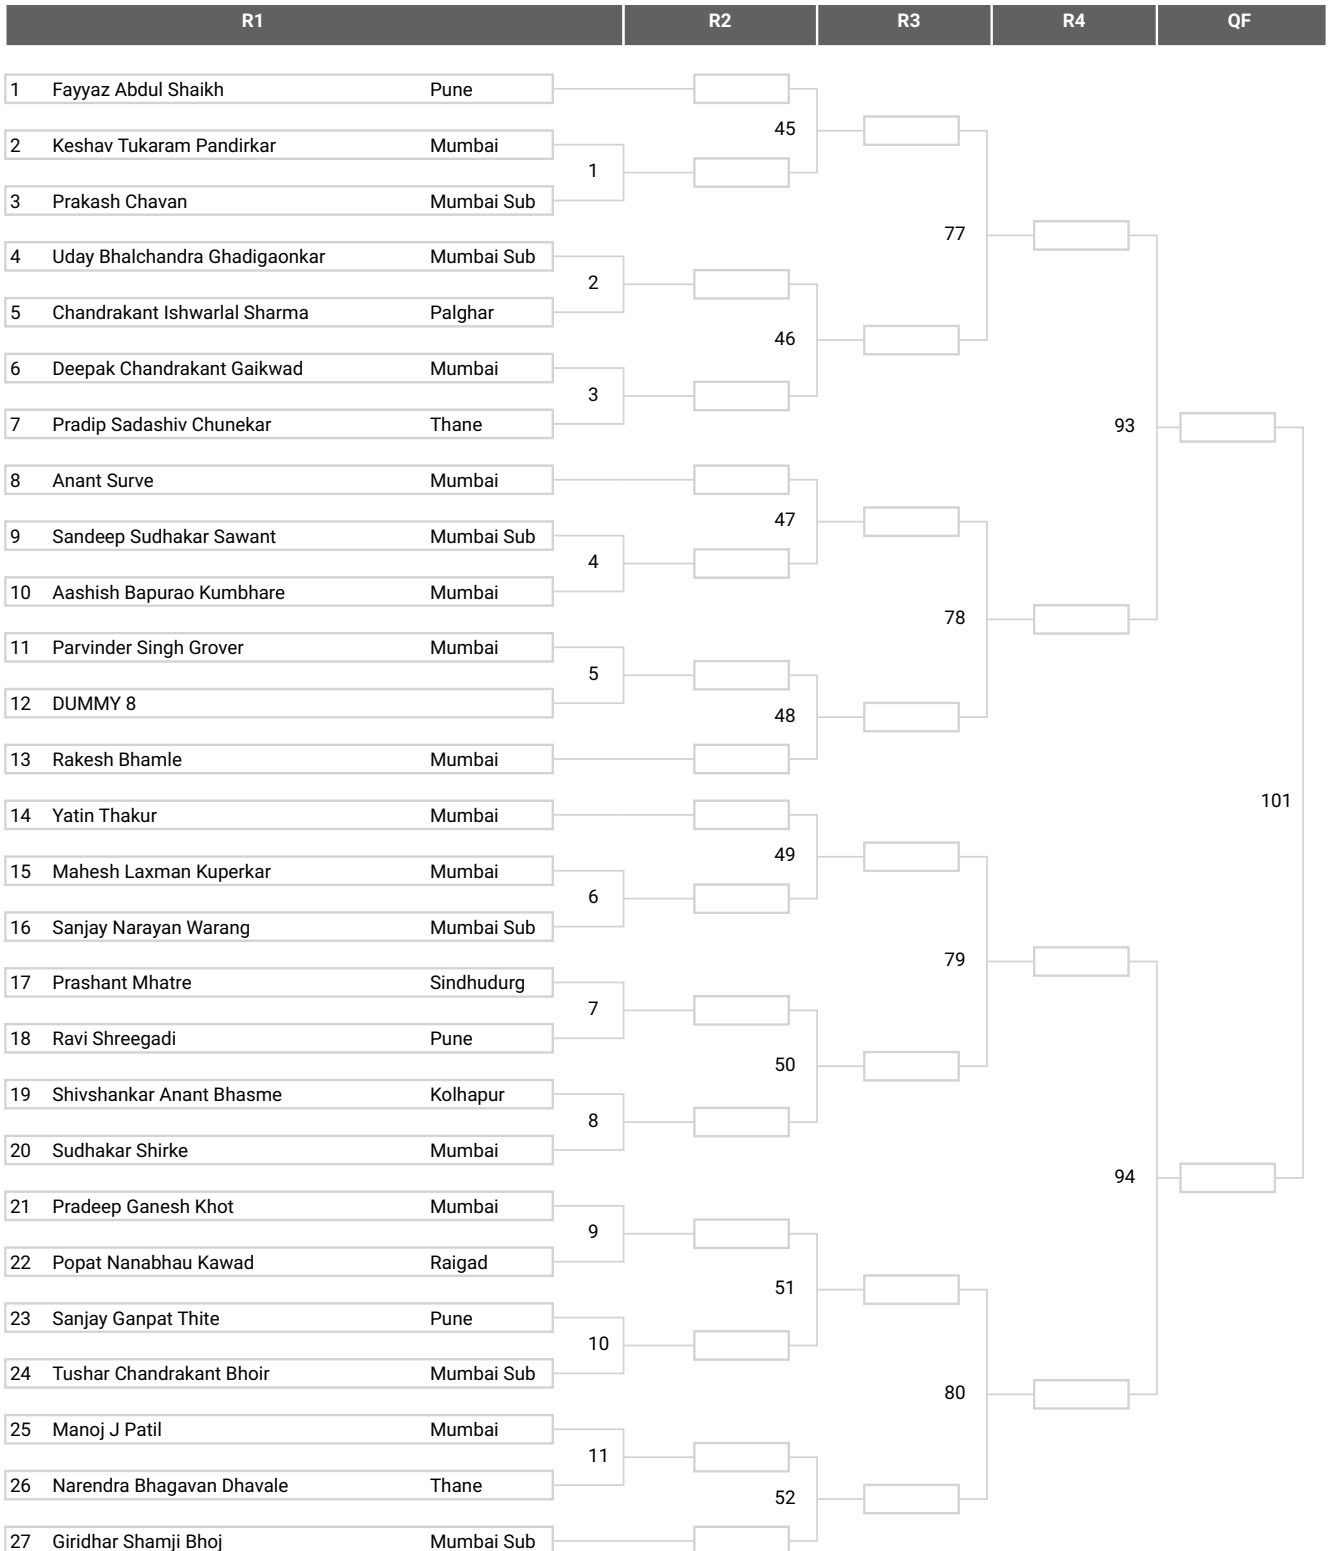 R1 R2 R3 R4 QF
1 Fayyaz Abdul Shaikh Pune
45
2 Keshav Tukaram Pandirkar Mumbai
1
3 Prakash Chavan Mumbai Sub
77
4 Uday Bhalchandra Ghadigaonkar Mumbai Sub
2
5 Chandrakant Ishwarlal Sharma Palghar
46
6 Deepak Chandrakant Gaikwad Mumbai
3
7 Pradip Sadashiv Chunekar Thane
93
8 Anant Surve Mumbai
47
9 Sandeep Sudhakar Sawant Mumbai Sub
4
10 Aashish Bapurao Kumbhare Mumbai
78
11 Parvinder Singh Grover Mumbai
5
12 DUMMY 8
48
13 Rakesh Bhamle Mumbai
101
14 Yatin Thakur Mumbai
49
15 Mahesh Laxman Kuperkar Mumbai
6
16 Sanjay Narayan Warang Mumbai Sub
79
17 Prashant Mhatre Sindhudurg
7
18 Ravi Shreegadi Pune
50
19 Shivshankar Anant Bhasme Kolhapur
8
20 Sudhakar Shirke Mumbai
94
21 Pradeep Ganesh Khot Mumbai
9
22 Popat Nanabhau Kawad Raigad
51
23 Sanjay Ganpat Thite Pune
10
24 Tushar Chandrakant Bhoir Mumbai Sub
80
25 Manoj J Patil Mumbai
11
26 Narendra Bhagavan Dhavale Thane
52
27 Giridhar Shamji Bhoj Mumbai Sub